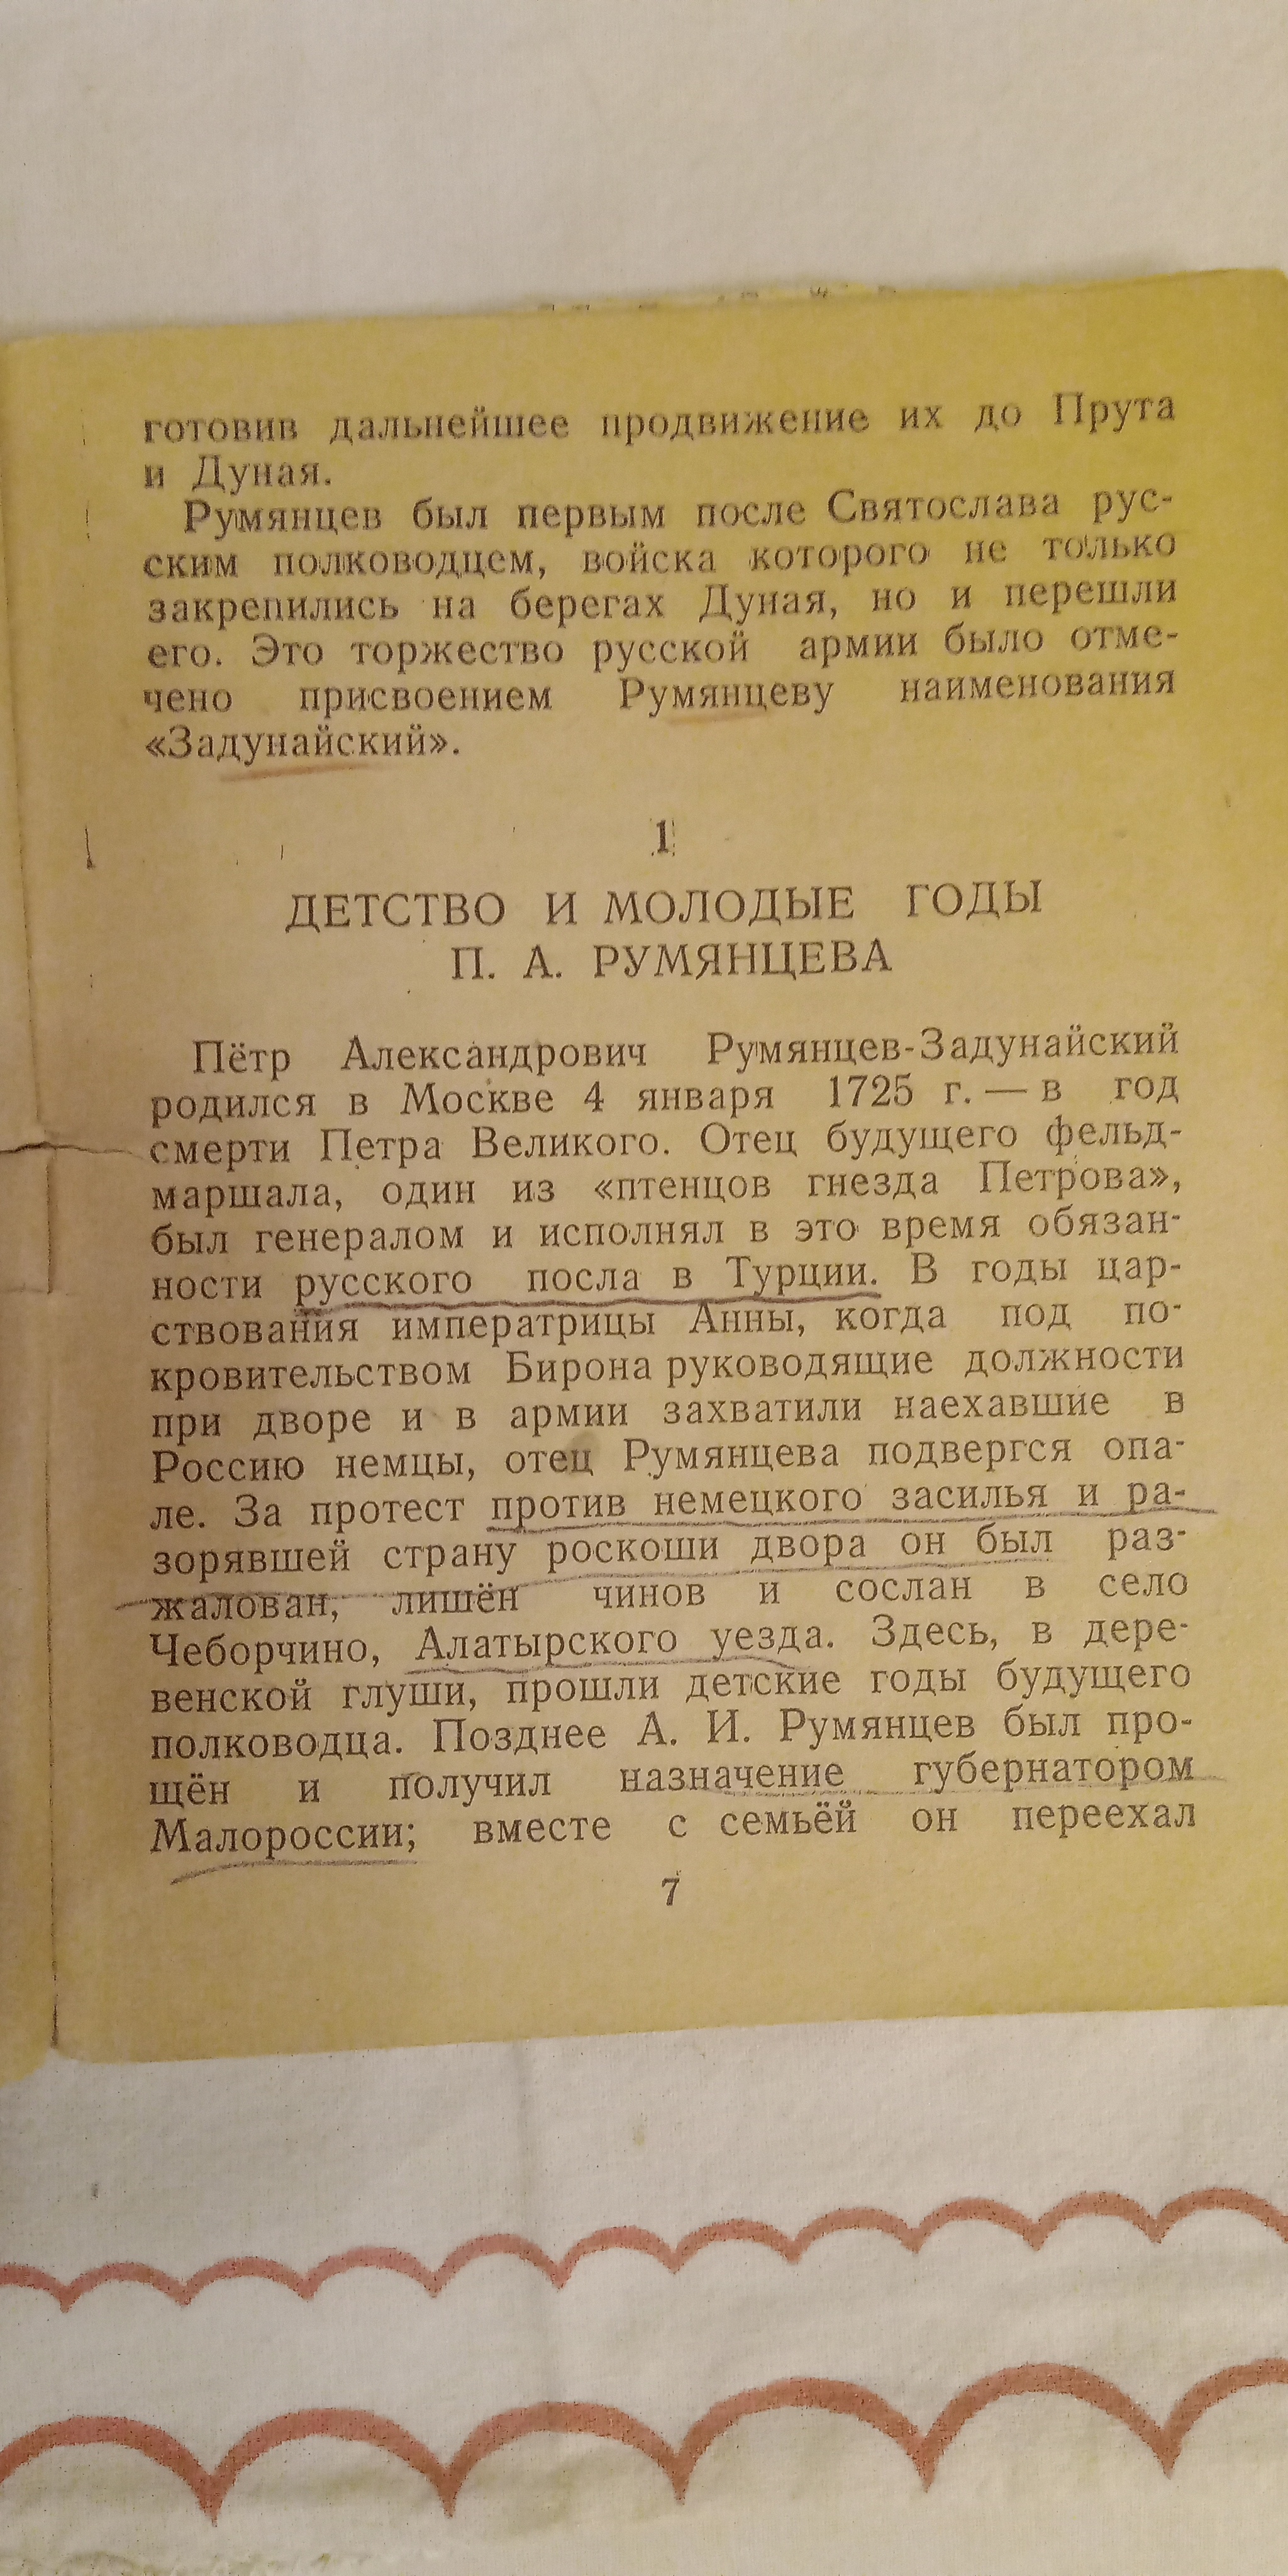 готовив дальнейшее продвижение их до Прута
и Дуная.
Румянцев был первым после Святослава рус-
ским полководцем, войска которого не только
закрепились на берегах Дуная, но и перешли
его. Это торжество русской армии было отме-
чено присвоением Румянцеву наименования
«Задунайский».
1
ДЕТСТВО И МОЛОДЫЕ ГОДЫ
П. А. РУМЯНЦЕВА
Пётр Александрович Румянцев-Задунайский
родился в Москве 4 января 1725 г. — в год
смерти Петра Великого. Отец будущего фельд-
маршала, один из «птенцов гнезда Петрова»,
был генералом и исполнял в это время обязан-
ности русского посла в Турции. В годы цар-
ствования императрицы Анны, когда под по-
кровительством Бирона руководящие должности
при дворе и в армии захватили наехавшие в
Россию немцы, отец Румянцева подвергся опа-
ле. За протест против немецкого засилья и ра-
зорявшей страну роскоши двора он был раз-
жалован, лишён чинов и сослан в село
Чеборчино, Алатырского уезда. Здесь, в дере-
венской глуши, прошли детские годы будущего
полководца. Позднее А. И. Румянцев был про-
щён и получил назначение губернатором
Малороссии; вместе с семьёй он переехал
7